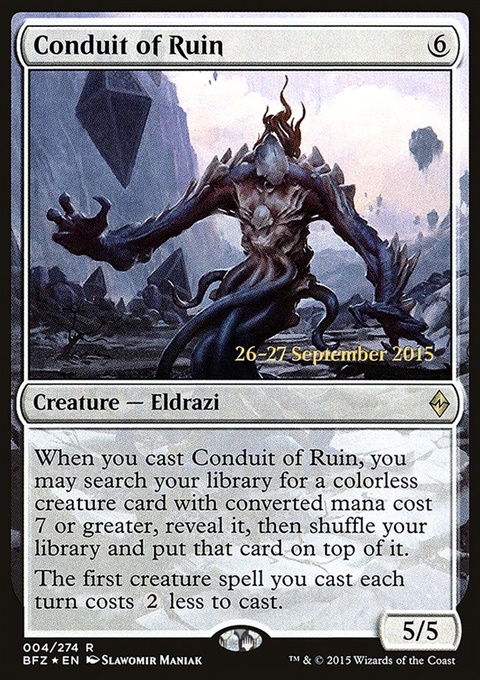 Conduit of Ruin 6
26-27 September 2015
Creature — Eldrazi
When you cast Conduit of Ruin, you
may search your library for a colorless
creature card with converted mana cost
7 or greater, reveal it, then shuffle your
library and put that card on top of it.
The first creature spell you cast each
turn costs 2 less to cast.
5/5
004/274 R
BFZ ★ EN Slawomir Maniak
™ & © 2015 Wizards of the Coast